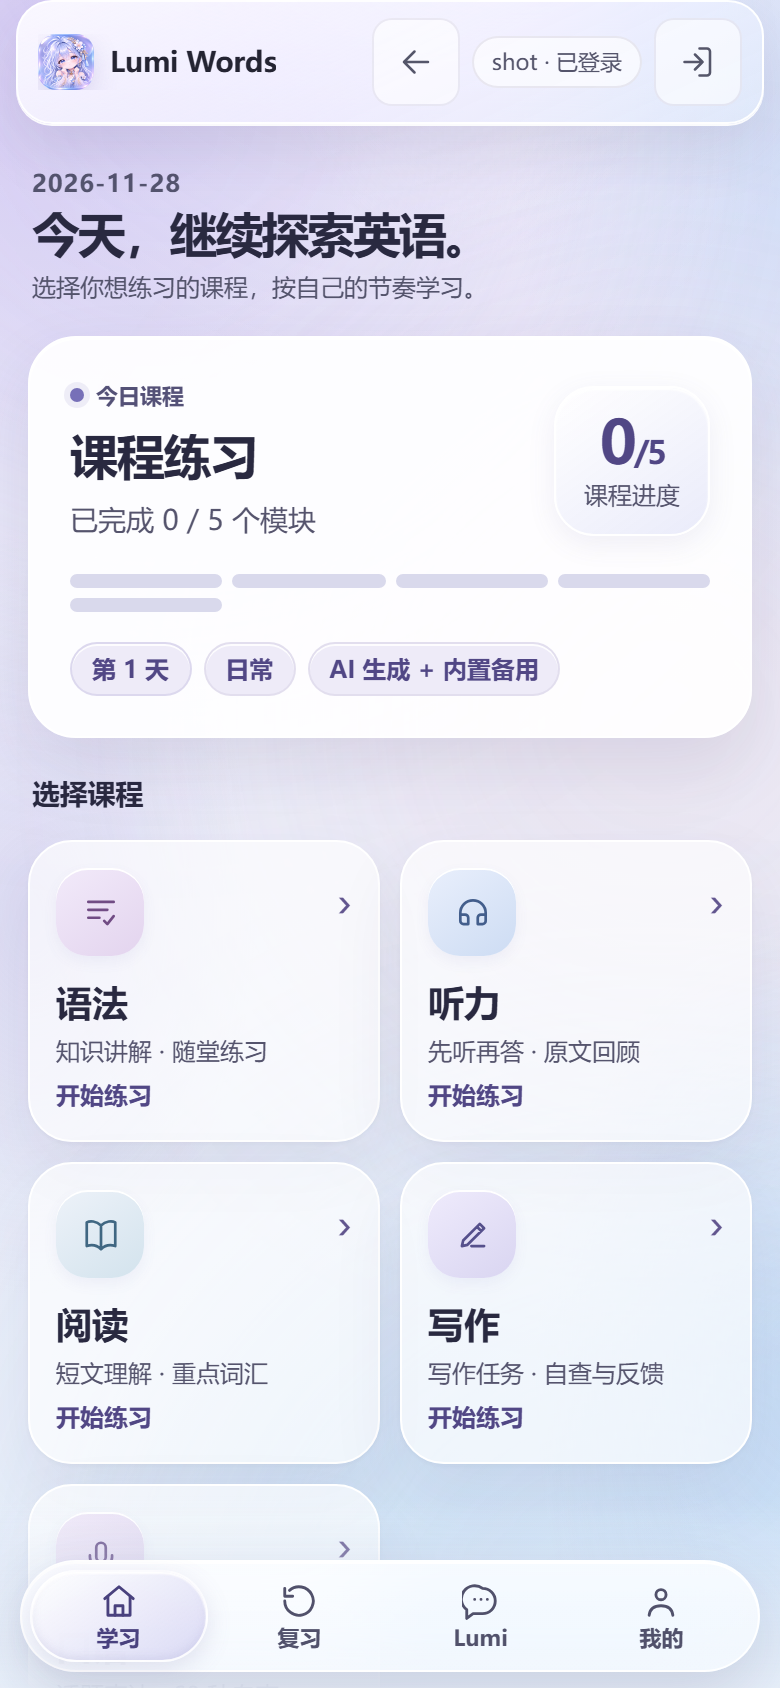 Lumi Words
shot · 已登录
2026-11-28
今天，继续探索英语。
选择你想练习的课程，按自己的节奏学习。
今日课程
课程练习
已完成 0 / 5 个模块
0/5
课程进度
第 1 天
日常
AI 生成 + 内置备用
选择课程
语法
知识讲解 · 随堂练习
开始练习
听力
先听再答 · 原文回顾
开始练习
阅读
短文理解 · 重点词汇
开始练习
写作
写作任务 · 自查与反馈
开始练习
学习
复习
Lumi
我的